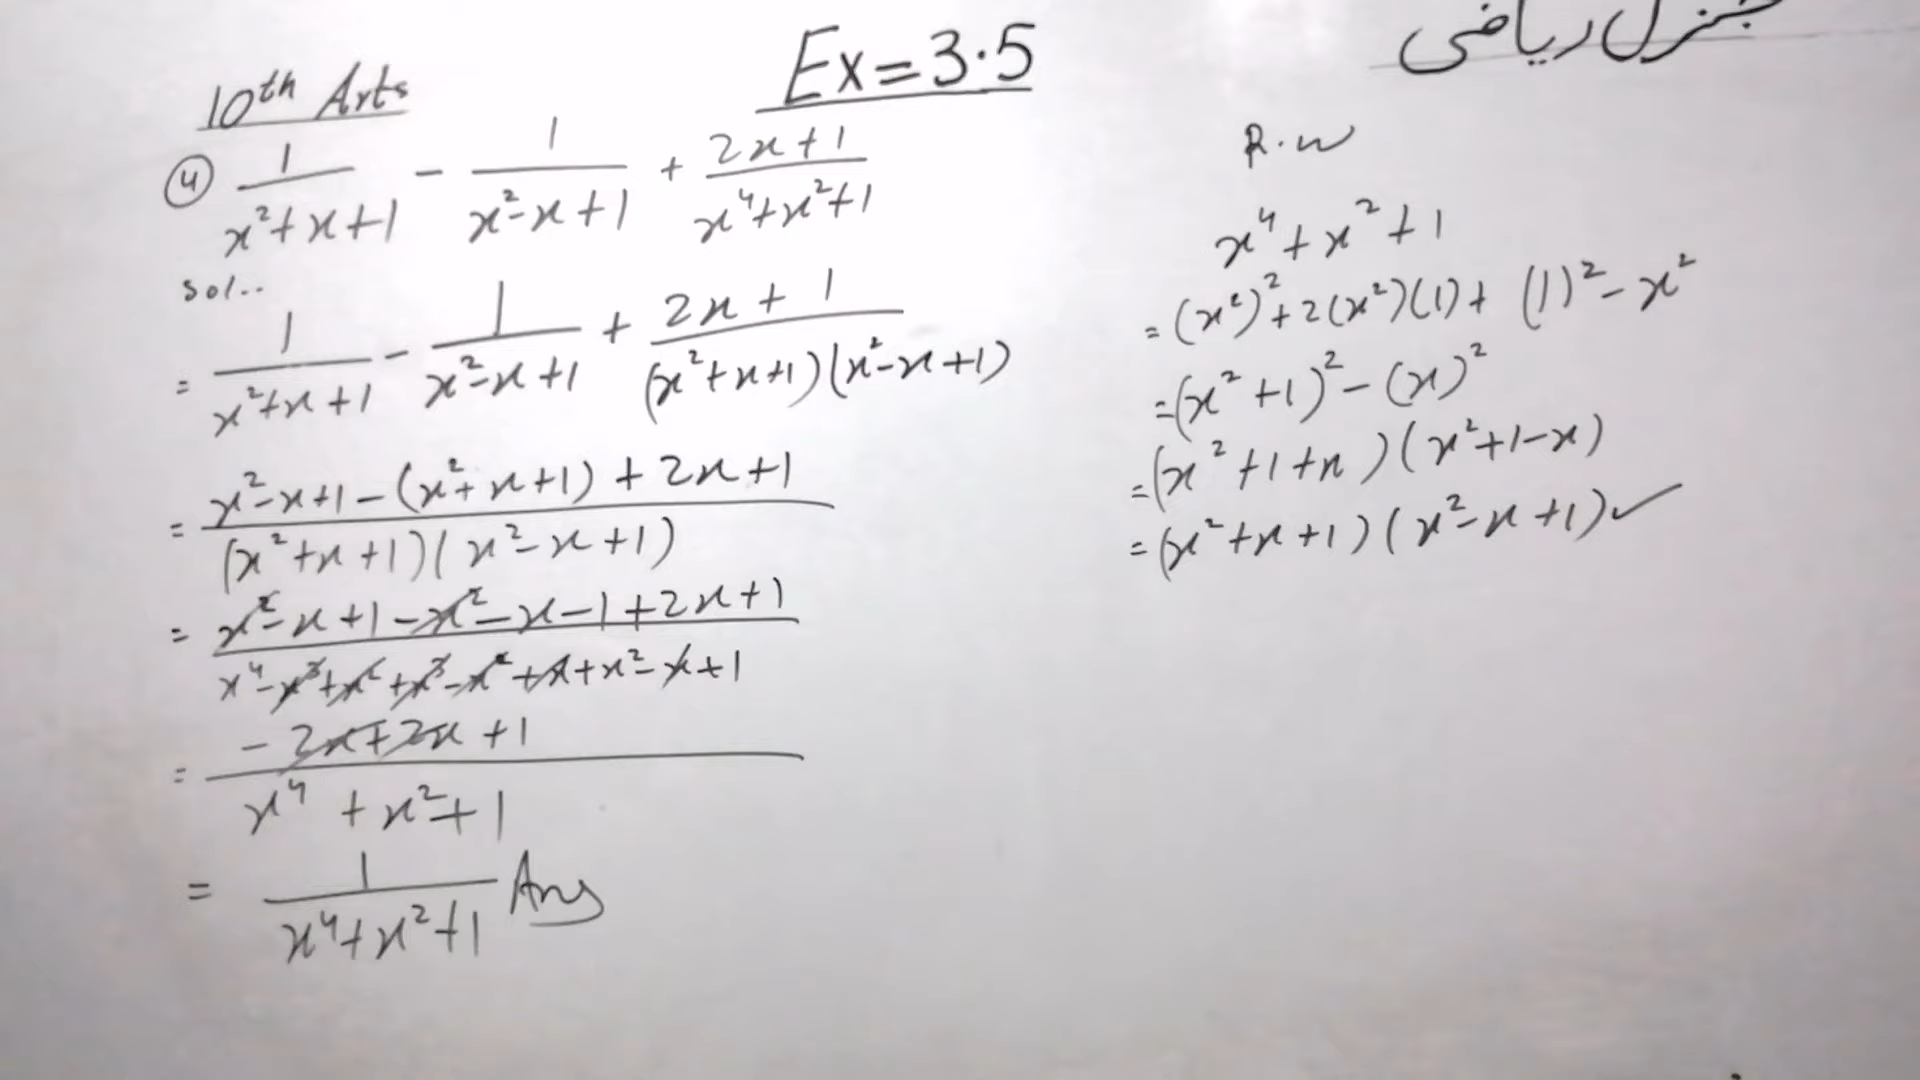 جنرل ریاضی
Ex = 3.5
10th Arts
④ 1/(x²+x+1) - 1/(x²-x+1) + (2x+1)/(x⁴+x²+1)
Sol..
= 1/(x²+x+1) - 1/(x²-x+1) + (2x+1)/((x²+x+1)(x²-x+1))
= (x²-x+1-(x²+x+1)+2x+1)/((x²+x+1)(x²-x+1))
= (x²-x+1-x²-x-1+2x+1)/(x⁴-x³+x²+x³-x²+x+x²-x+1)
= (-2x+2x+1)/(x⁴+x²+1)
= 1/(x⁴+x²+1) Ans
R.W
x⁴+x²+1
= (x²)²+2(x²)(1)+(1)²-x²
= (x²+1)²-(x)²
= (x²+1+x)(x²+1-x)
= (x²+x+1)(x²-x+1) ✓